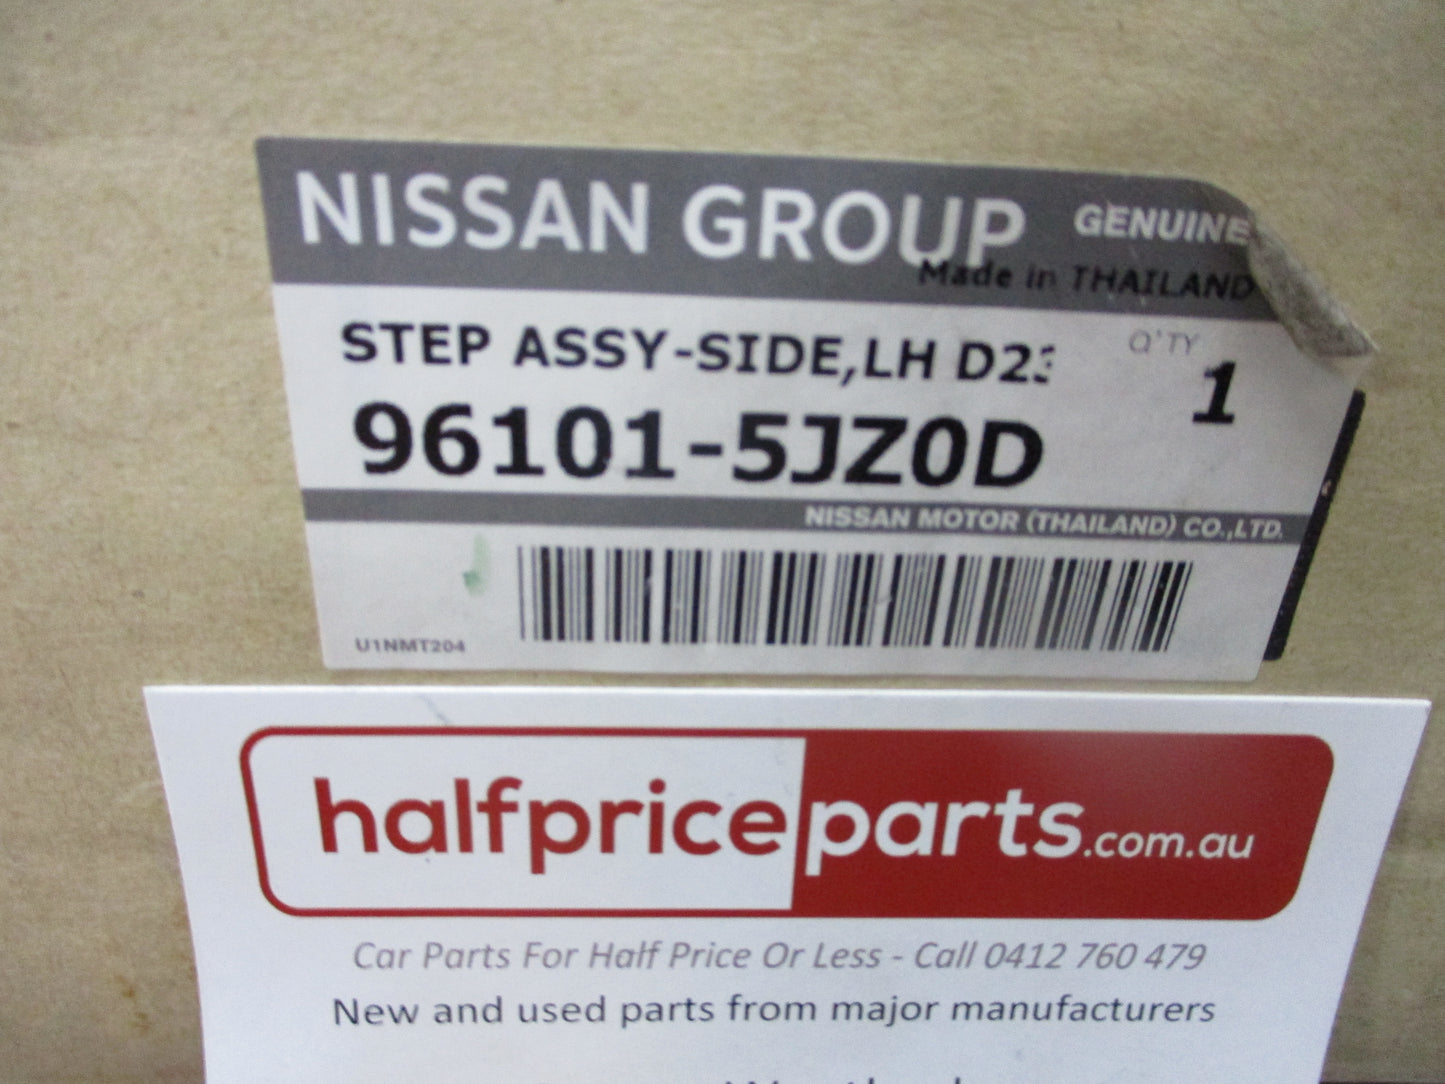 NISSAN GROUP GENUINE
Made in THAILAND
STEP ASSY-SIDE,LH D23
Q'TY
1
96101-5JZ0D
NISSAN MOTOR (THAILAND) CO.,LTD.
U1NMT204
halfpriceparts.com.au
Car Parts For Half Price Or Less - Call 0412 760 479
New and used parts from major manufacturers